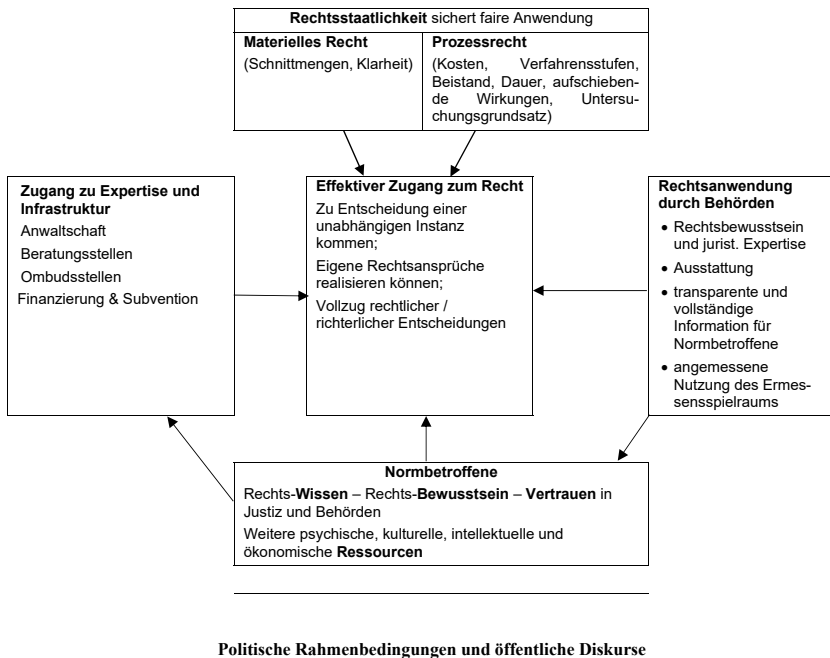 Rechtsstaatlichkeit sichert faire Anwendung
Materielles Recht
(Schnittmengen, Klarheit)
Prozessrecht
(Kosten, Verfahrensstufen,
Beistand, Dauer, aufschieben-
de Wirkungen, Untersu-
chungsgrundsatz)
Zugang zu Expertise und
Infrastruktur
Anwaltschaft
Beratungsstellen
Ombudsstellen
Finanzierung & Subvention
Effektiver Zugang zum Recht
Zu Entscheidung einer
unabhängigen Instanz
kommen;
Eigene Rechtsansprüche
realisieren können;
Vollzug rechtlicher /
richterlicher Entscheidungen
Rechtsanwendung
durch Behörden
• Rechtsbewusstsein
und jurist. Expertise
• Ausstattung
• transparente und
vollständige
Information für
Normbetroffene
• angemessene
Nutzung des Ermes-
sensspielraums
Normbetroffene
Rechts-Wissen – Rechts-Bewusstsein – Vertrauen in
Justiz und Behörden
Weitere psychische, kulturelle, intellektuelle und
ökonomische Ressourcen
Politische Rahmenbedingungen und öffentliche Diskurse